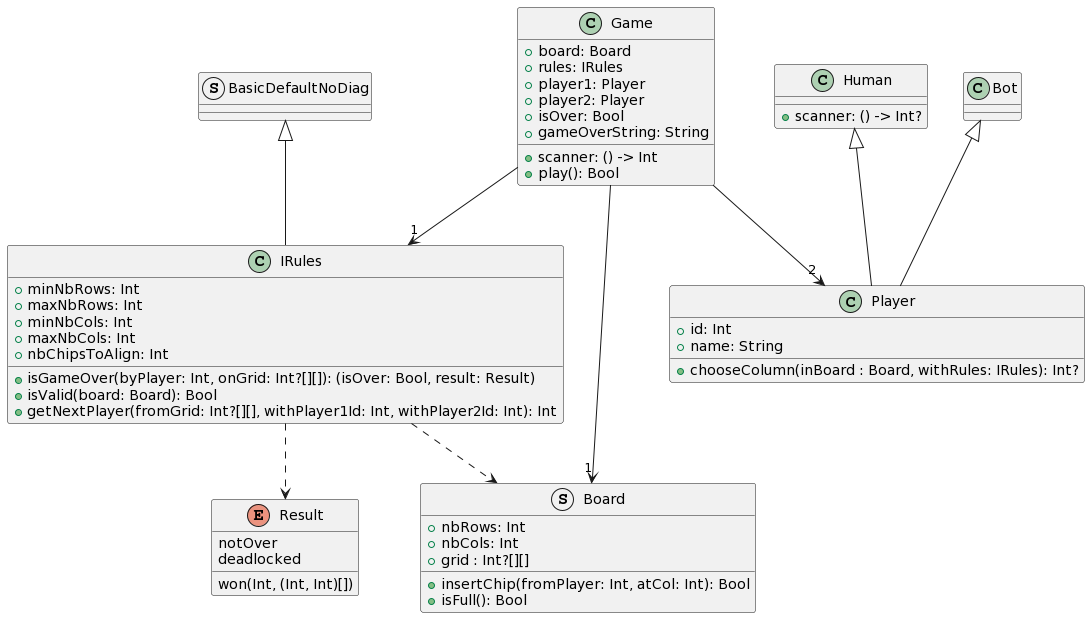 C Game
board: Board
rules: IRules
player1: Player
player2: Player
isOver: Bool
gameOverString: String
scanner: () -> Int
play(): Bool
S BasicDefaultNoDiag
C Human
scanner: () -> Int?
C Bot
1
2
1
C IRules
minNbRows: Int
maxNbRows: Int
minNbCols: Int
maxNbCols: Int
nbChipsToAlign: Int
isGameOver(byPlayer: Int, onGrid: Int?[][]): (isOver: Bool, result: Result)
isValid(board: Board): Bool
getNextPlayer(fromGrid: Int?[][], withPlayer1Id: Int, withPlayer2Id: Int): Int
C Player
id: Int
name: String
chooseColumn(inBoard : Board, withRules: IRules): Int?
E Result
notOver
deadlocked
won(Int, (Int, Int)[])
S Board
nbRows: Int
nbCols: Int
grid : Int?[][]
insertChip(fromPlayer: Int, atCol: Int): Bool
isFull(): Bool